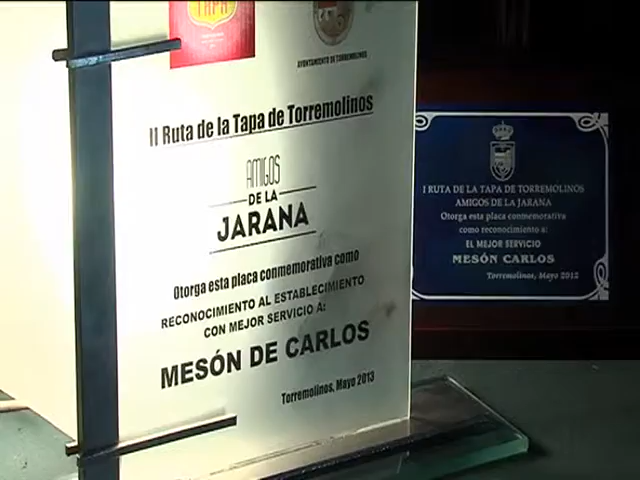 TAPA
AYUNTAMIENTO DE TORREMOLINOS
II Ruta de la Tapa de Torremolinos
AMIGOS
DE LA
JARANA
Otorga esta placa conmemorativa como
RECONOCIMIENTO AL ESTABLECIMIENTO
CON MEJOR SERVICIO A:
MESÓN DE CARLOS
Torremolinos, Mayo 2013
I RUTA DE LA TAPA DE TORREMOLINOS
AMIGOS DE LA JARANA
Otorga esta placa conmemorativa
como reconocimiento a:
EL MEJOR SERVICIO
MESÓN CARLOS
Torremolinos, Mayo 2012